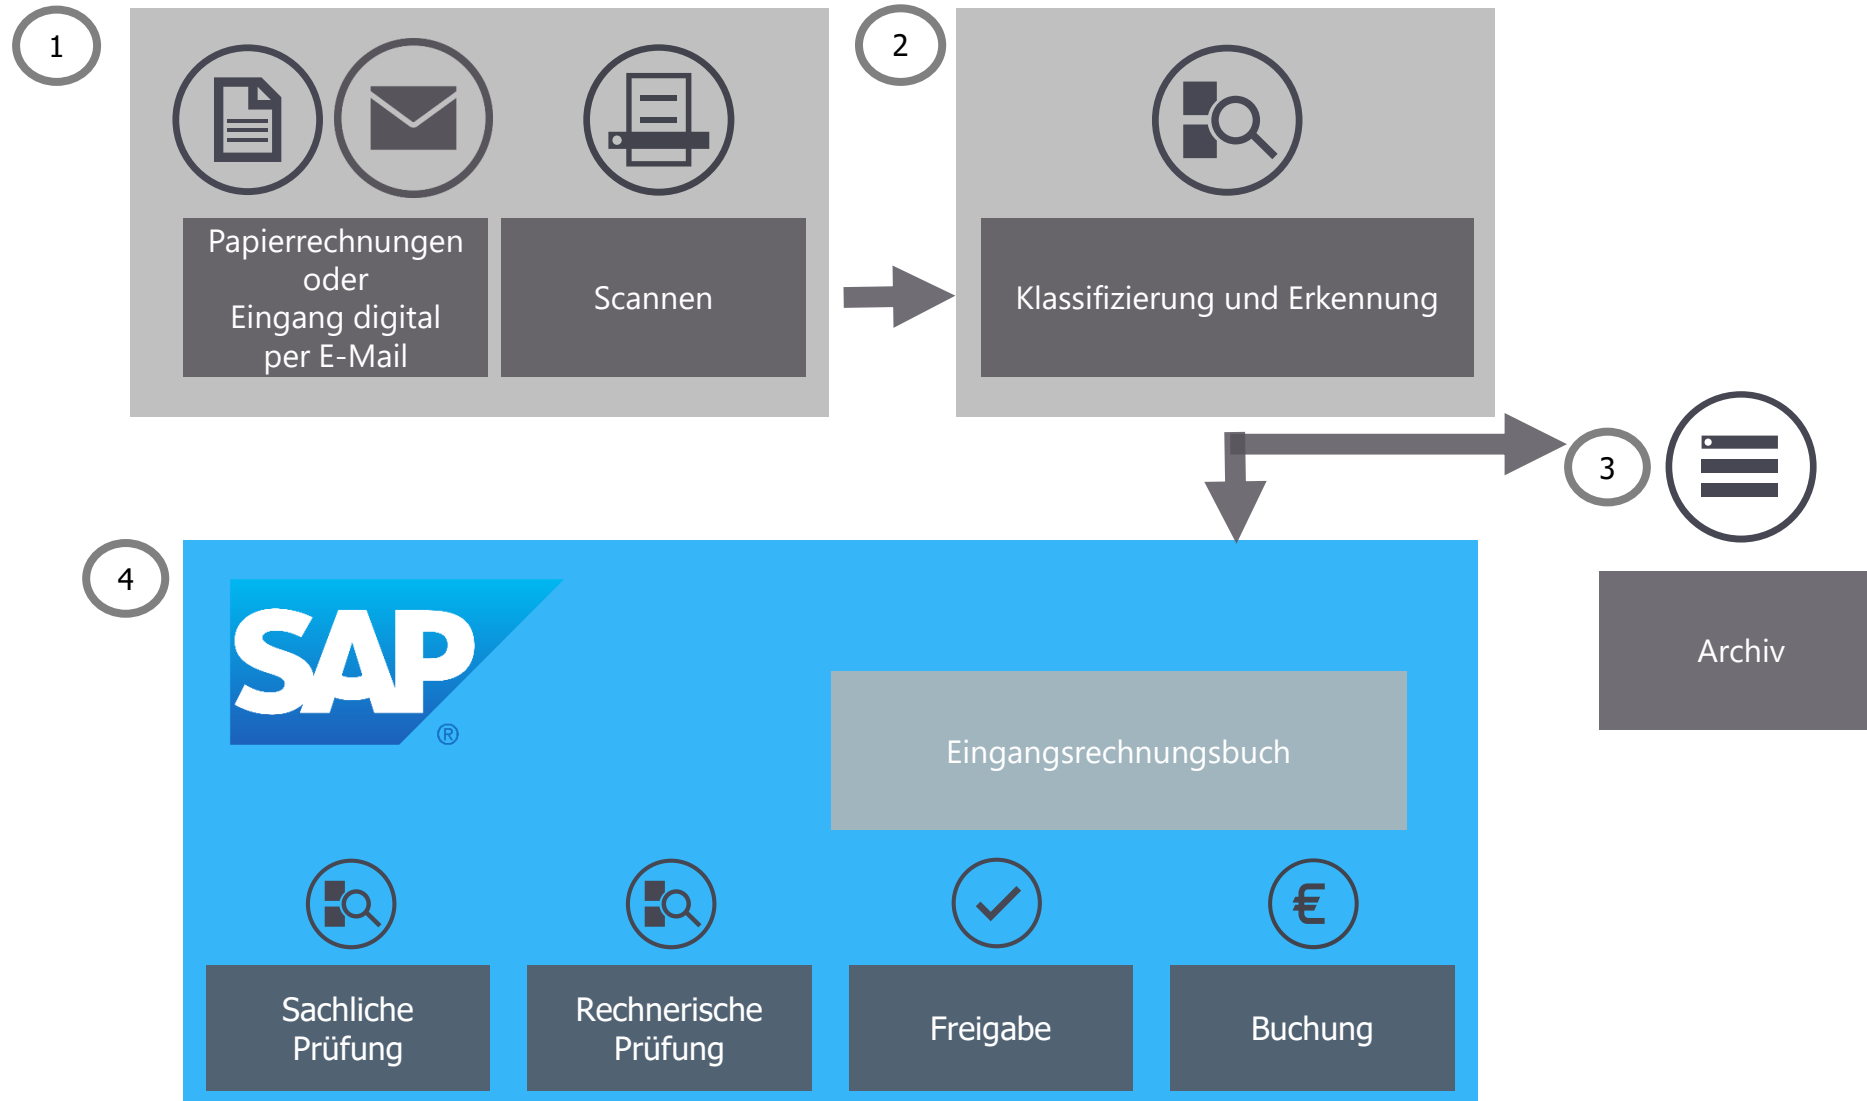 1
Papierrechnungen
oder
Eingang digital
per E-Mail
Scannen
2
Klassifizierung und Erkennung
3
Archiv
4
SAP
®
Eingangsrechnungsbuch
Sachliche
Prüfung
Rechnerische
Prüfung
Freigabe
€
Buchung